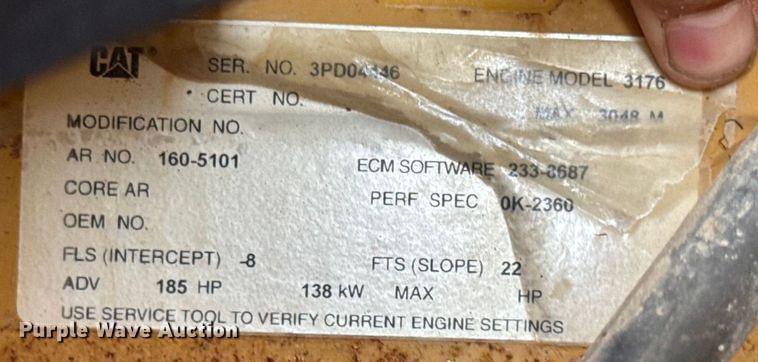 CAT® SER. NO. 3PD04446 ENGINE MODEL 3176
CERT NO. MAX 3048 M
MODIFICATION NO.
AR NO. 160-5101 ECM SOFTWARE 233-8687
CORE AR PERF SPEC 0K-2360
OEM NO.
FLS (INTERCEPT) -8 FTS (SLOPE) 22
ADV 185 HP 138 kW MAX HP
USE SERVICE TOOL TO VERIFY CURRENT ENGINE SETTINGS
Purple Wave Auction